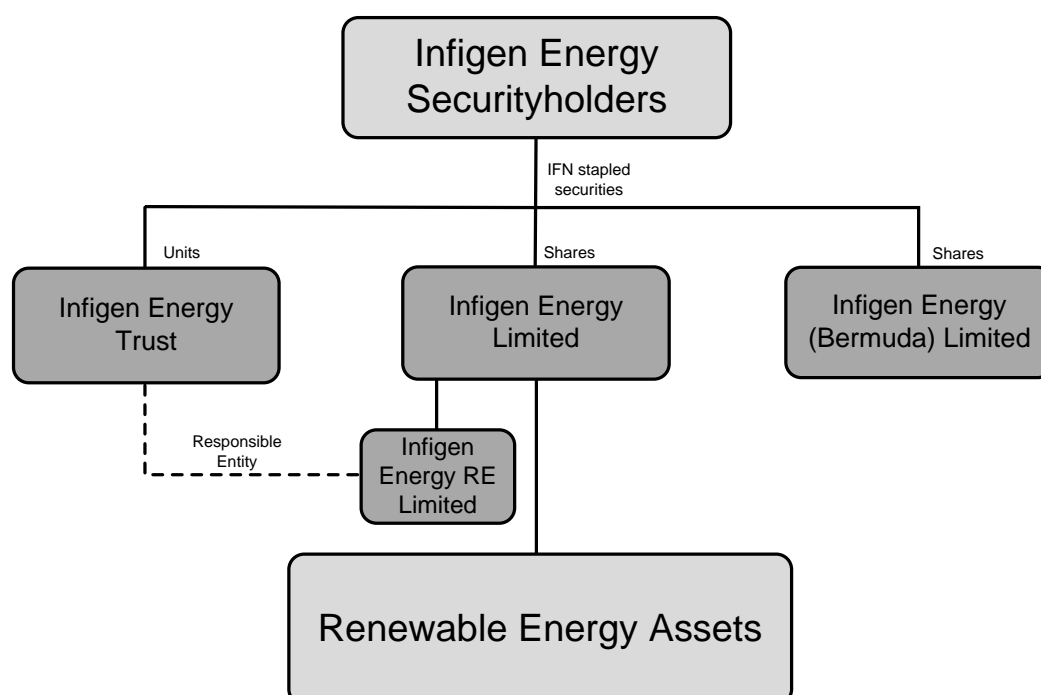 Infigen Energy
Securityholders
IFN stapled
securities
Units
Shares
Shares
Infigen Energy
Trust
Infigen Energy
Limited
Infigen Energy
(Bermuda) Limited
Responsible
Entity
Infigen
Energy RE
Limited
Renewable Energy Assets